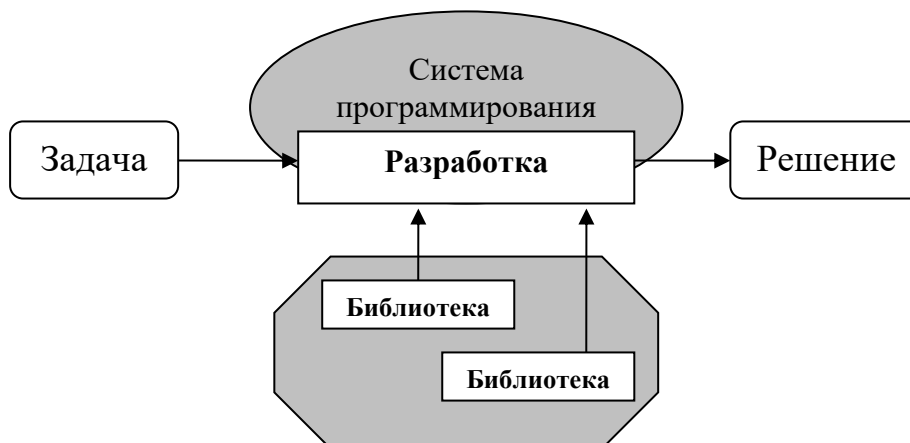 Система
программирования
Задача
Разработка
Решение
Библиотека
Библиотека